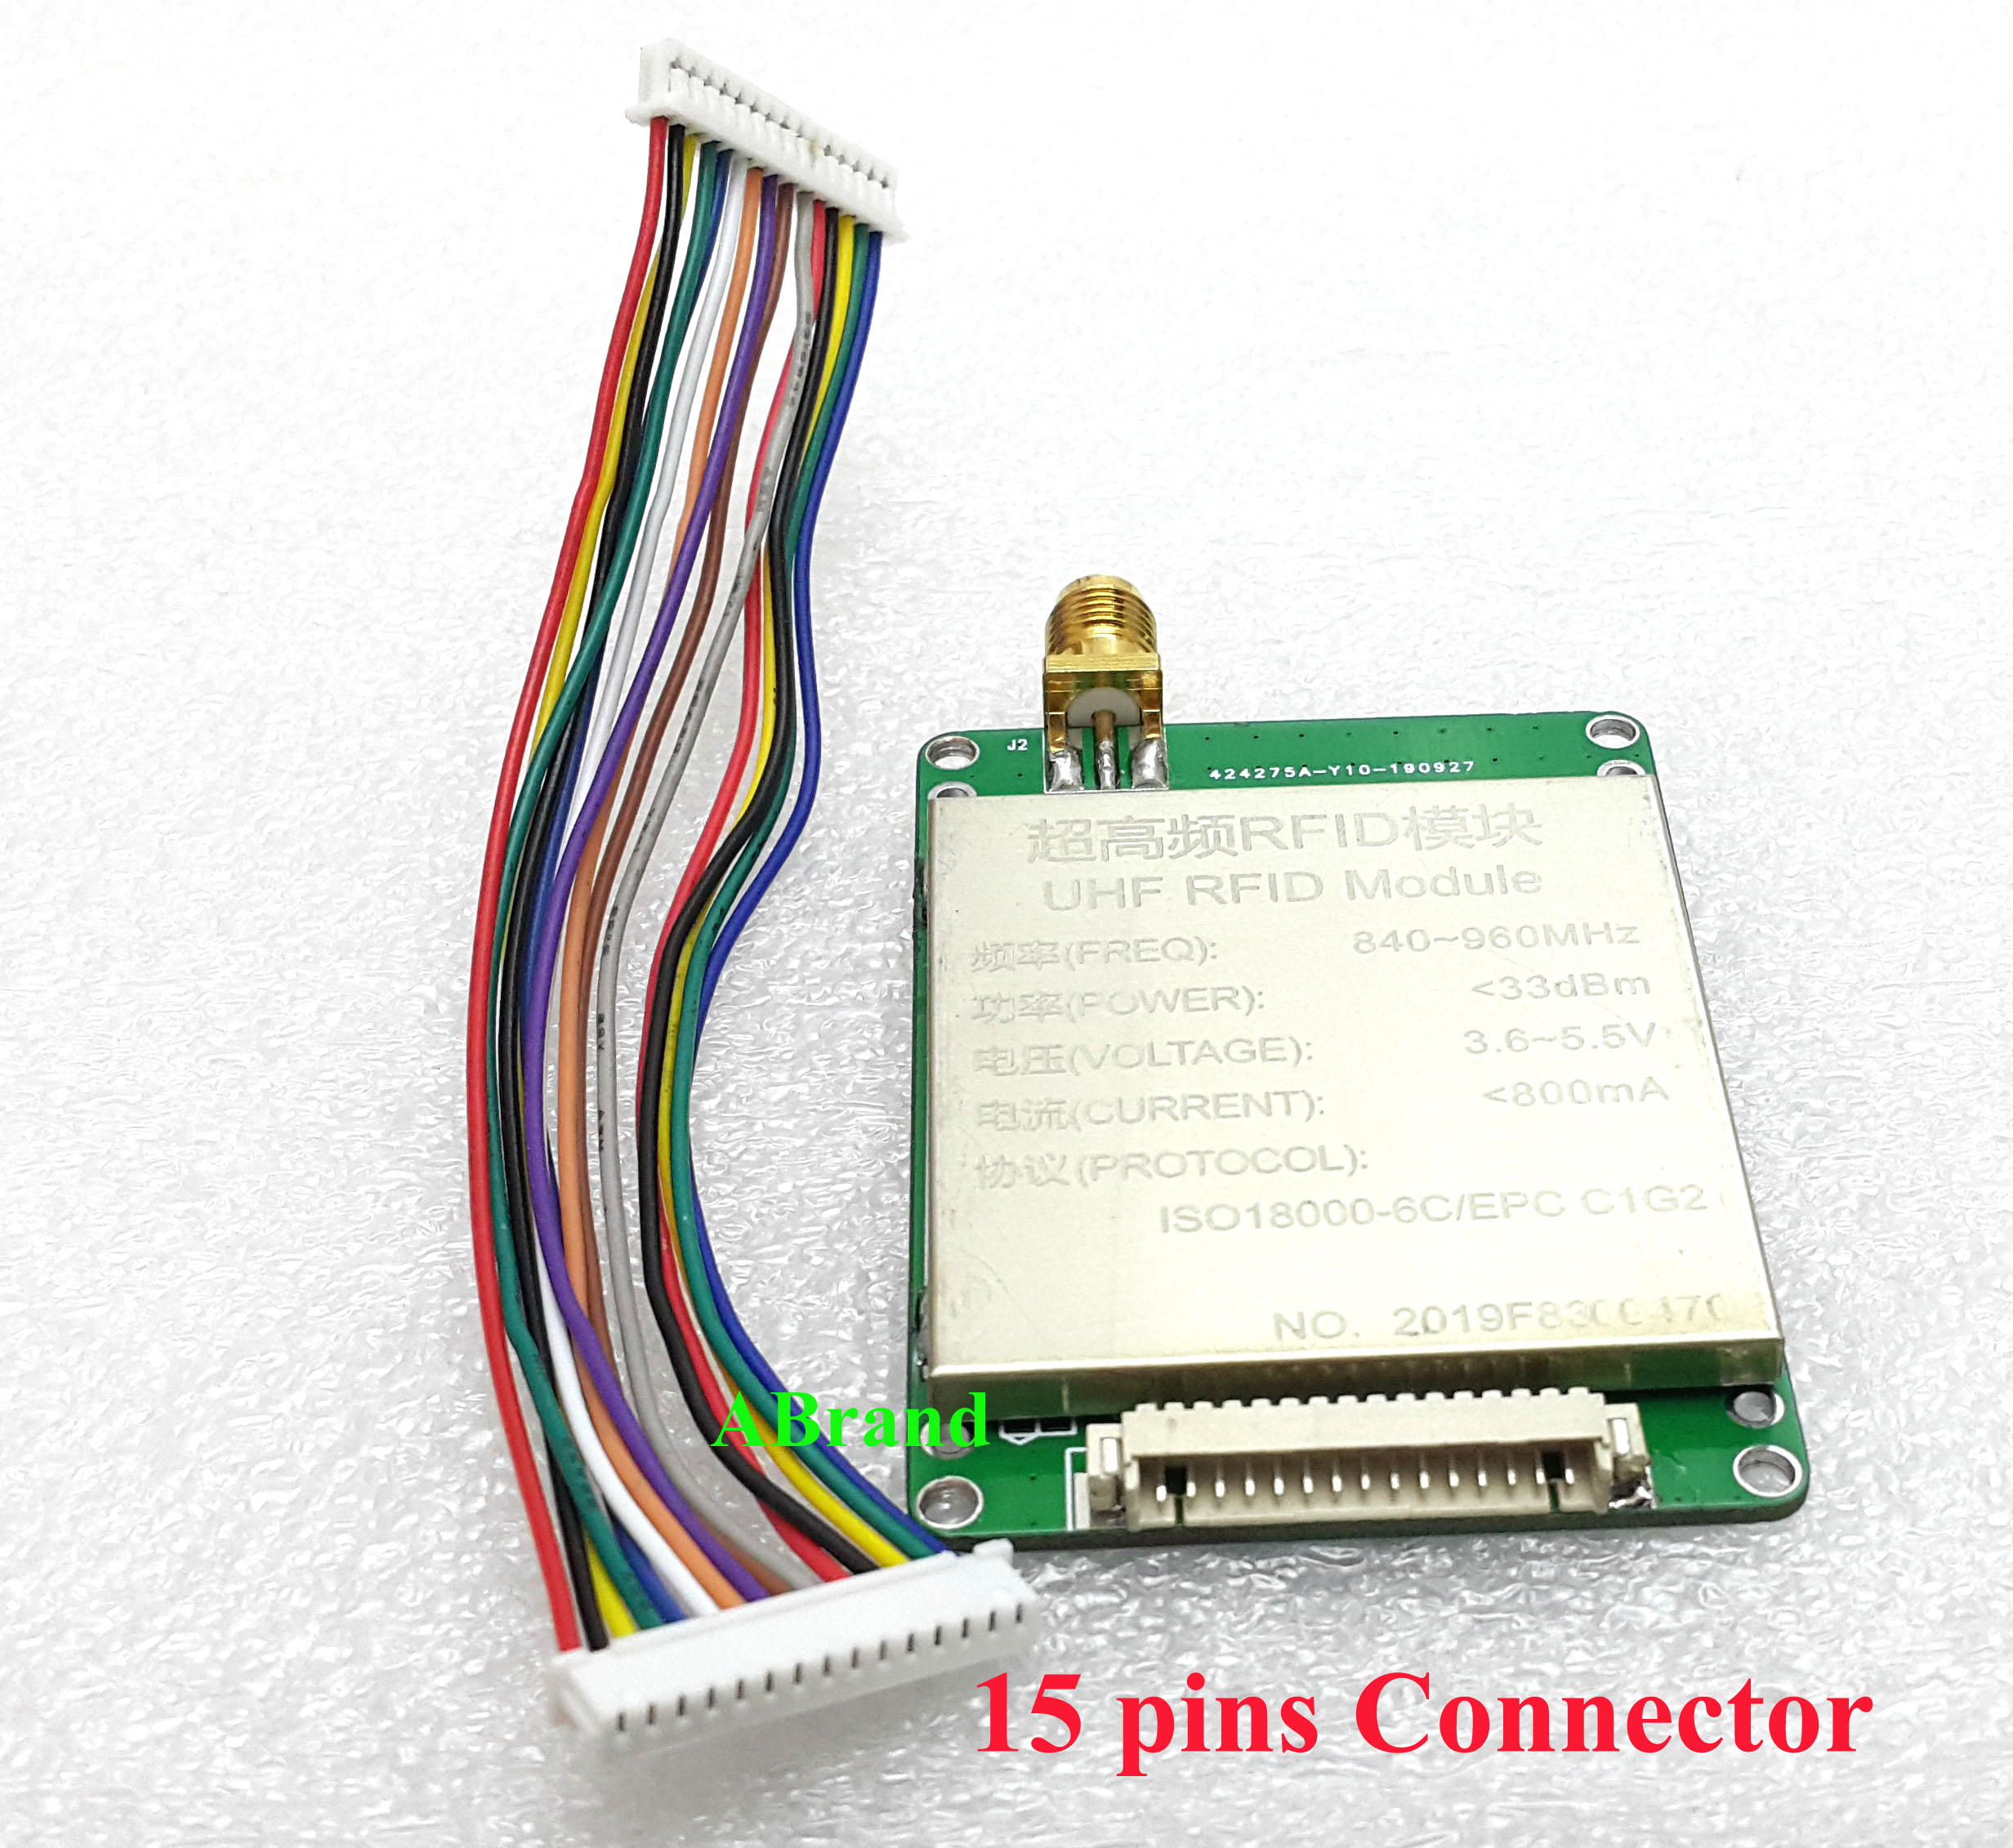 J2
424275A-Y10-190927
超高频RFID模块
UHF RFID Module
频率(FREQ): 840~960MHz
功率(POWER): <33dBm
电压(VOLTAGE): 3.6~5.5V
电流(CURRENT): <800mA
协议(PROTOCOL):
ISO18000-6C/EPC C1G2
NO.
ABrand
15 pins Connector